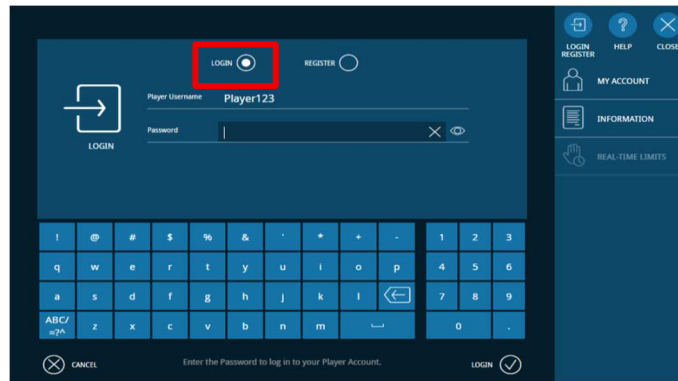 LOGIN
REGISTER
Player Username
Player123
Password
LOGIN
! @ # $ % & ' * + - 1 2 3
q w e r t y u i o p 4 5 6
a s d f g h j k l 7 8 9
ABC/
=?^ z x c v b n m 0 .
CANCEL
Enter the Password to log in to your Player Account.
LOGIN
LOGIN
REGISTER
HELP
CLOSE
MY ACCOUNT
INFORMATION
REAL-TIME LIMITS